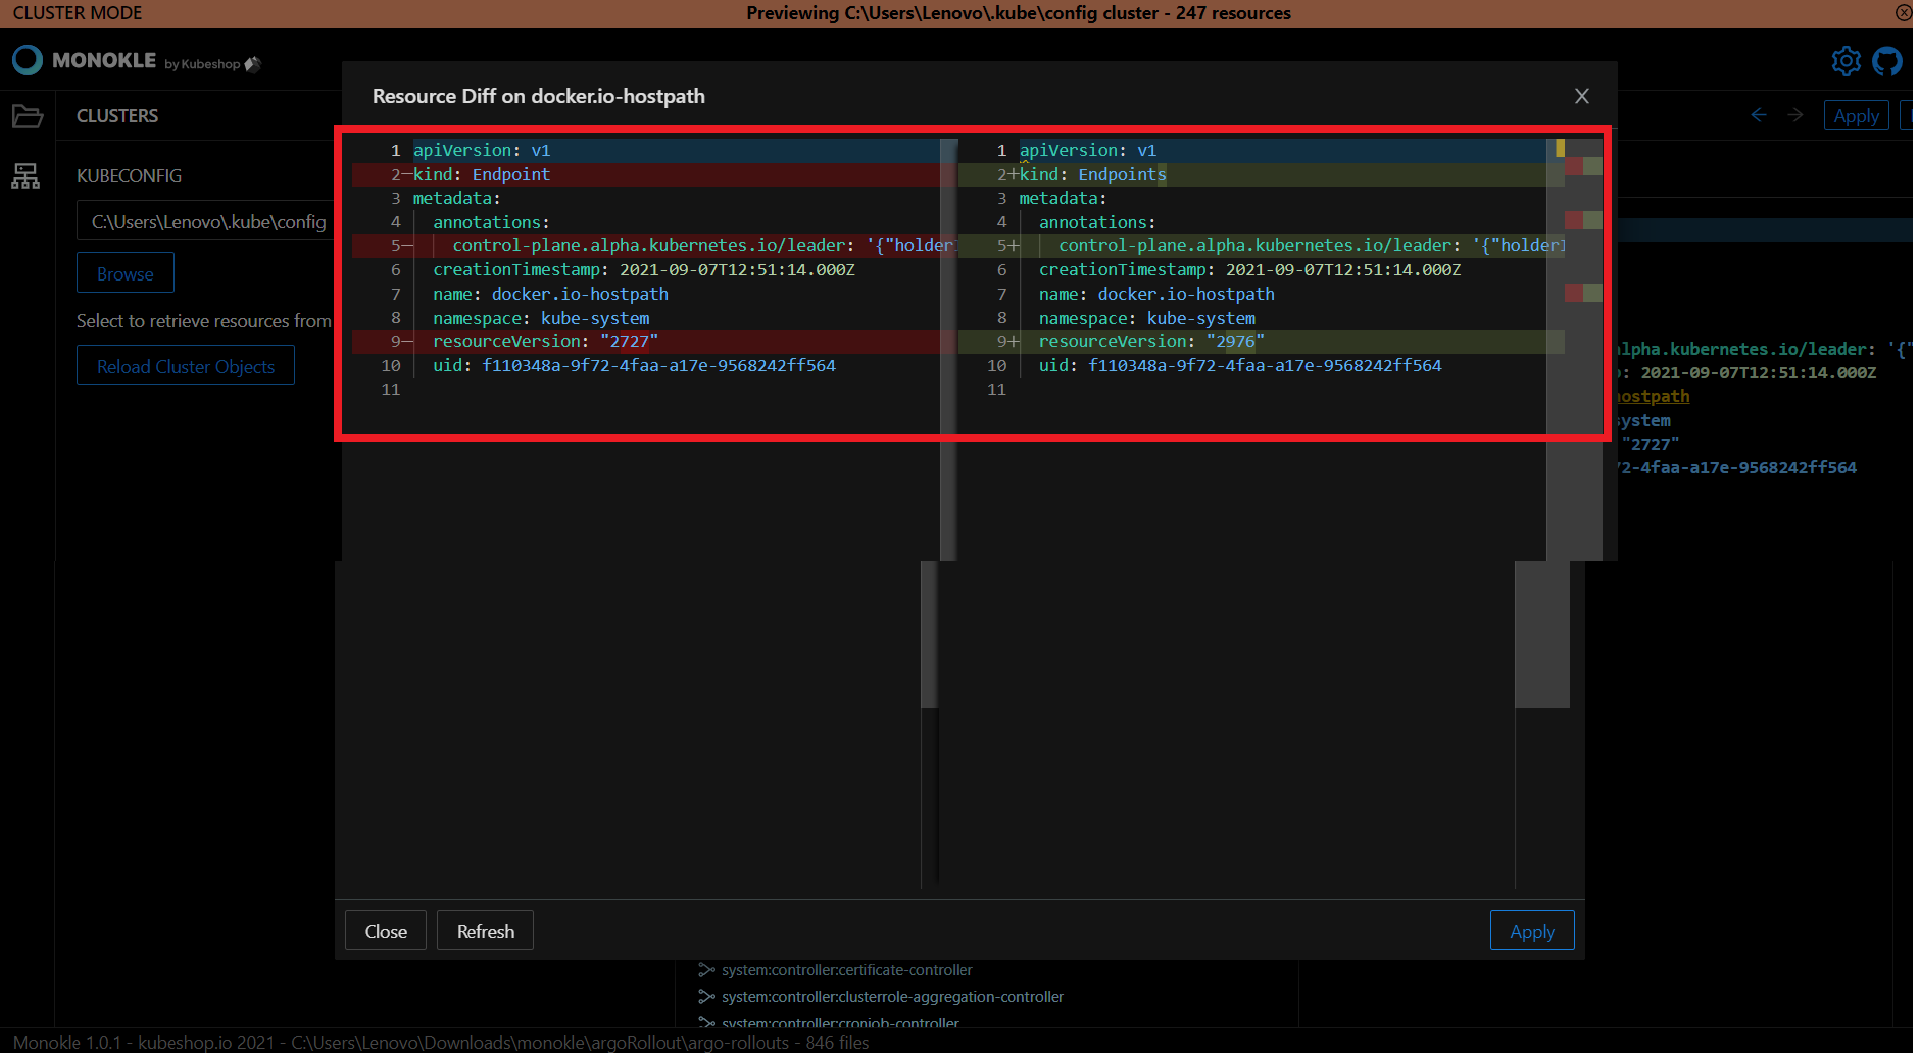 CLUSTER MODE
Previewing C:\Users\Lenovo\.kube\config cluster - 247 resources
MONOKLE by Kubeshop
CLUSTERS
KUBECONFIG
C:\Users\Lenovo\.kube\config
Browse
Select to retrieve resources from
Reload Cluster Objects
Resource Diff on docker.io-hostpath
1 apiVersion: v1
2—kind: Endpoint
3 metadata:
4 annotations:
5— control-plane.alpha.kubernetes.io/leader: '{"holder
6 creationTimestamp: 2021-09-07T12:51:14.000Z
7 name: docker.io-hostpath
8 namespace: kube-system
9— resourceVersion: "2727"
10 uid: f110348a-9f72-4faa-a17e-9568242ff564
11
1 apiVersion: v1
2+kind: Endpoints
3 metadata:
4 annotations:
5+ control-plane.alpha.kubernetes.io/leader: '{"holderI
6 creationTimestamp: 2021-09-07T12:51:14.000Z
7 name: docker.io-hostpath
8 namespace: kube-system
9+ resourceVersion: "2976"
10 uid: f110348a-9f72-4faa-a17e-9568242ff564
11
Apply
lpha.kubernetes.io/leader: '{"
: 2021-09-07T12:51:14.000Z
ostpath
ystem
"2727"
2-4faa-a17e-9568242ff564
Close
Refresh
Apply
system:controller:certificate-controller
system:controller:clusterrole-aggregation-controller
system:controller:cronjob-controller
Monokle 1.0.1 - kubeshop.io 2021 - C:\Users\Lenovo\Downloads\monokle\argoRollout\argo-rollouts - 846 files